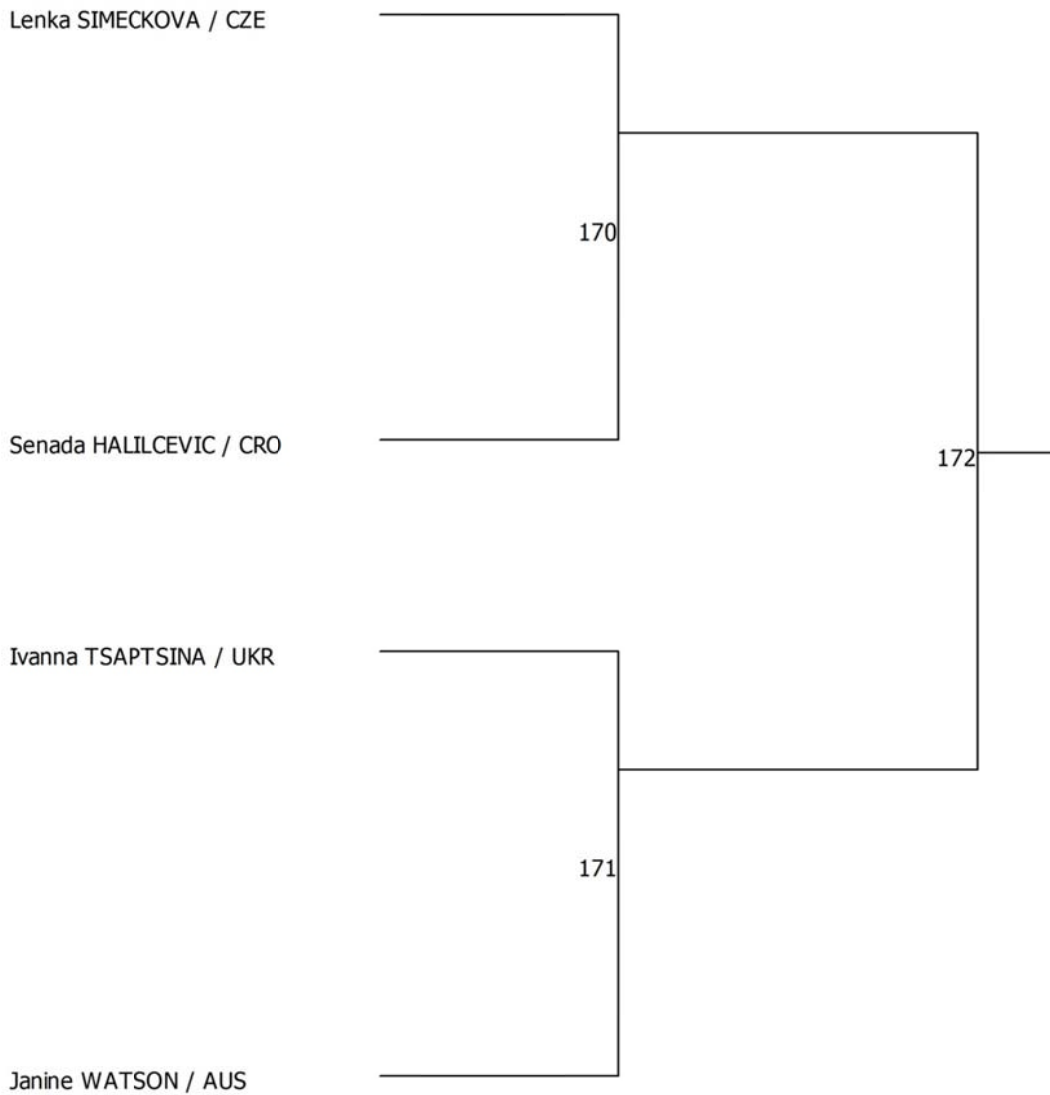 Lenka SIMECKOVA / CZE
170
Senada HALILCEVIC / CRO
172
Ivanna TSAPTSINA / UKR
171
Janine WATSON / AUS